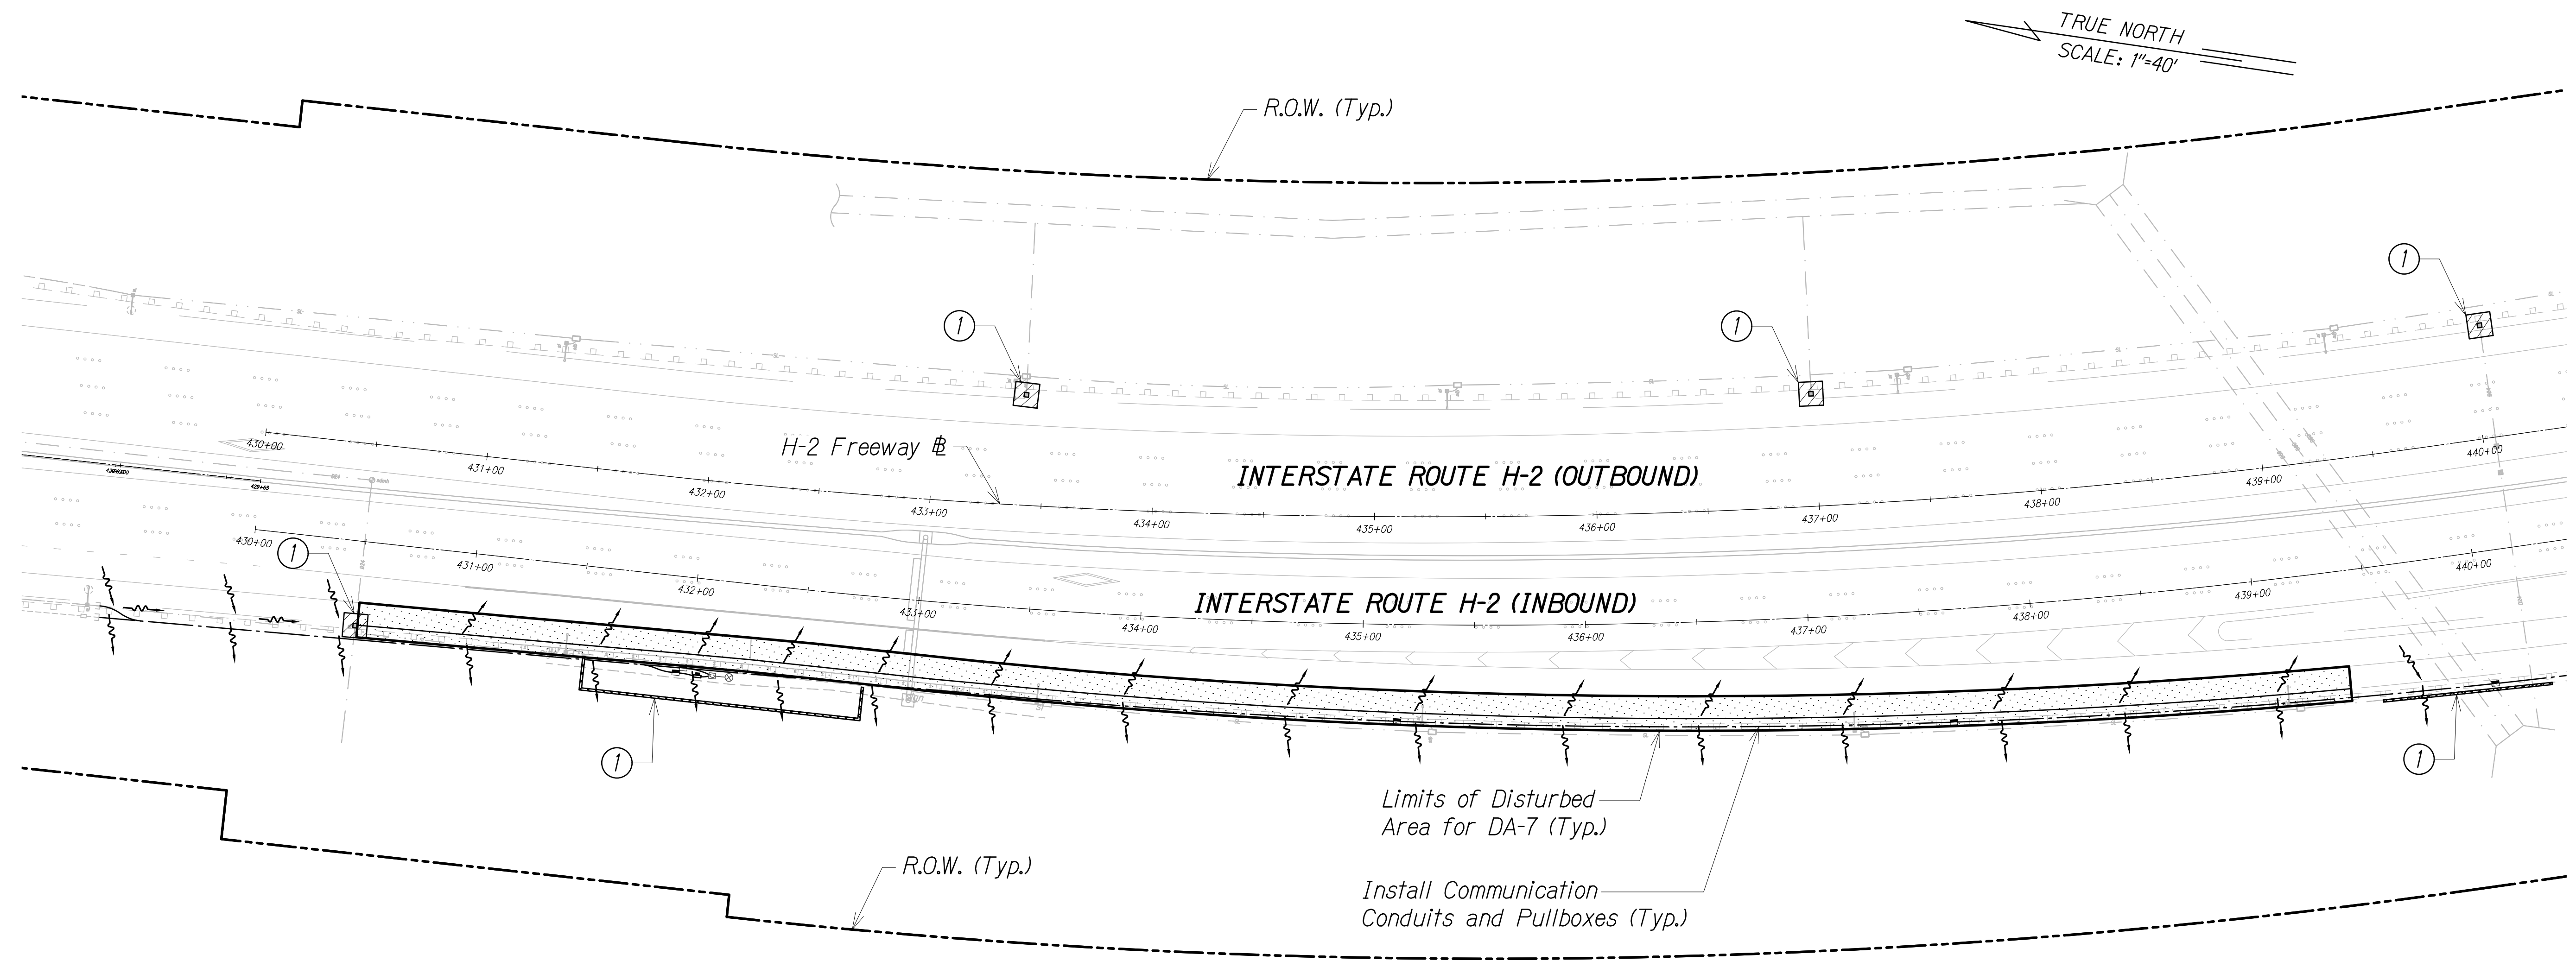 TRUE NORTH
SCALE: 1"=40'
R.O.W. (Typ.)
1
1
1
H-2 Freeway ℄
430+00
431+00
432+00
433+00
434+00
435+00
436+00
437+00
438+00
439+00
440+00
INTERSTATE ROUTE H-2 (OUTBOUND)
429+65
430+00
431+00
432+00
433+00
434+00
435+00
436+00
437+00
438+00
439+00
440+00
1
INTERSTATE ROUTE H-2 (INBOUND)
1
1
Limits of Disturbed
Area for DA-7 (Typ.)
R.O.W. (Typ.)
Install Communication
Conduits and Pullboxes (Typ.)